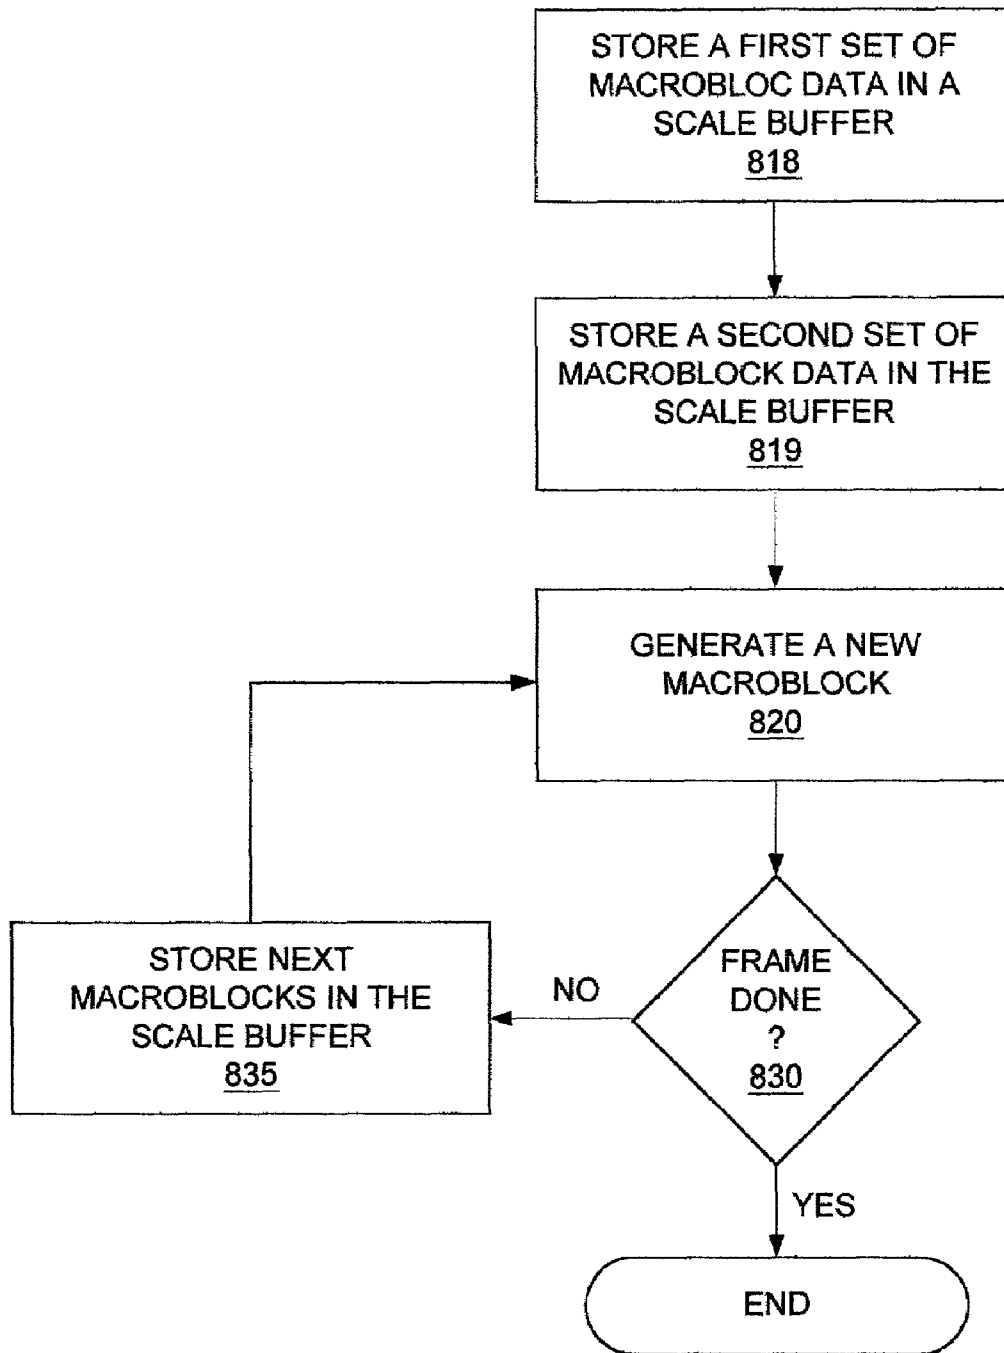 STORE A FIRST SET OF
MACROBLOC DATA IN A
SCALE BUFFER
818
STORE A SECOND SET OF
MACROBLOCK DATA IN THE
SCALE BUFFER
819
GENERATE A NEW
MACROBLOCK
820
FRAME
DONE
?
830
NO
STORE NEXT
MACROBLOCKS IN THE
SCALE BUFFER
835
YES
END